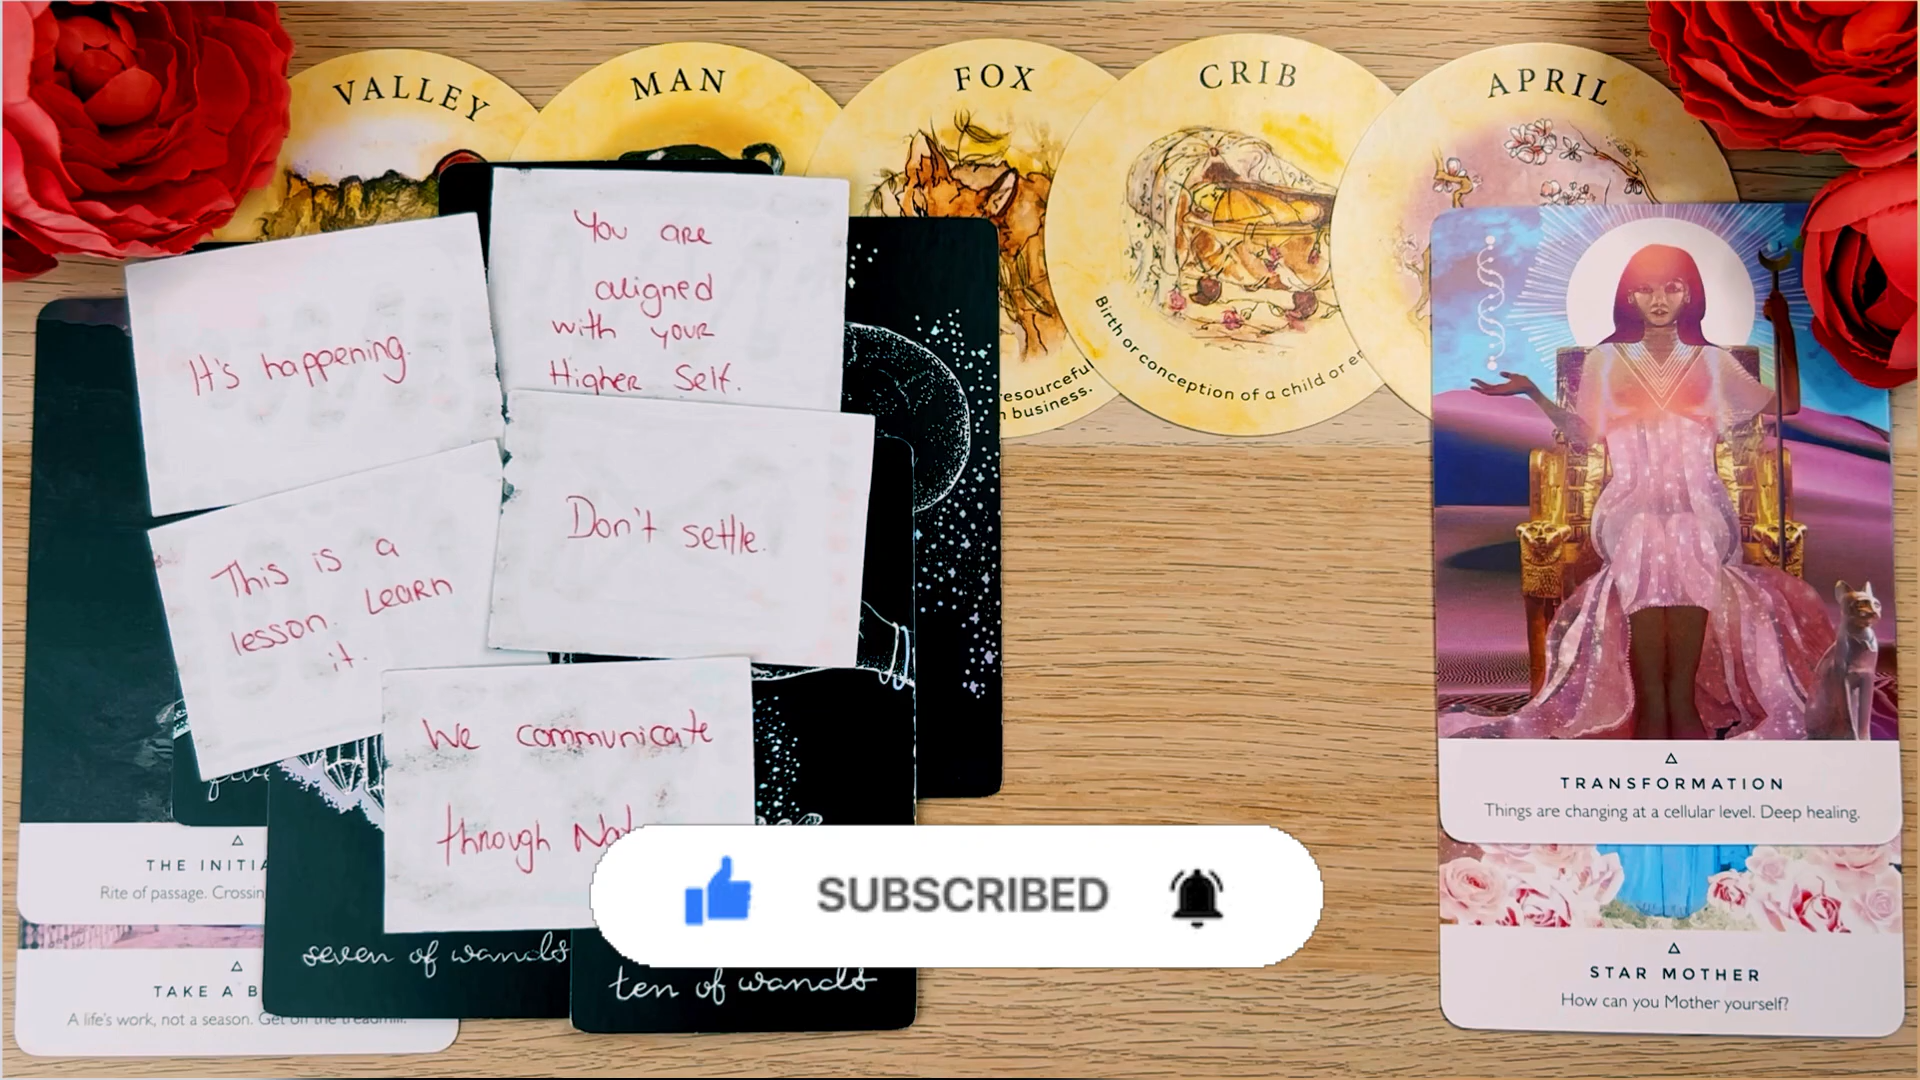 VALLEY
MAN
FOX
CRIB
APRIL
esourceful
business.
Birth or conception of a child or
It's happening.
You are
aligned
with your
Higher Self.
This is a
lesson. Learn
it.
Don't settle.
We communicate
through
THE
Rite of passage.
TAKE A
A life's work, not a season. Get off the treadmill.
seven of wands
ten of wands
SUBSCRIBED
TRANSFORMATION
Things are changing at a cellular level. Deep healing.
STAR MOTHER
How can you Mother yourself?